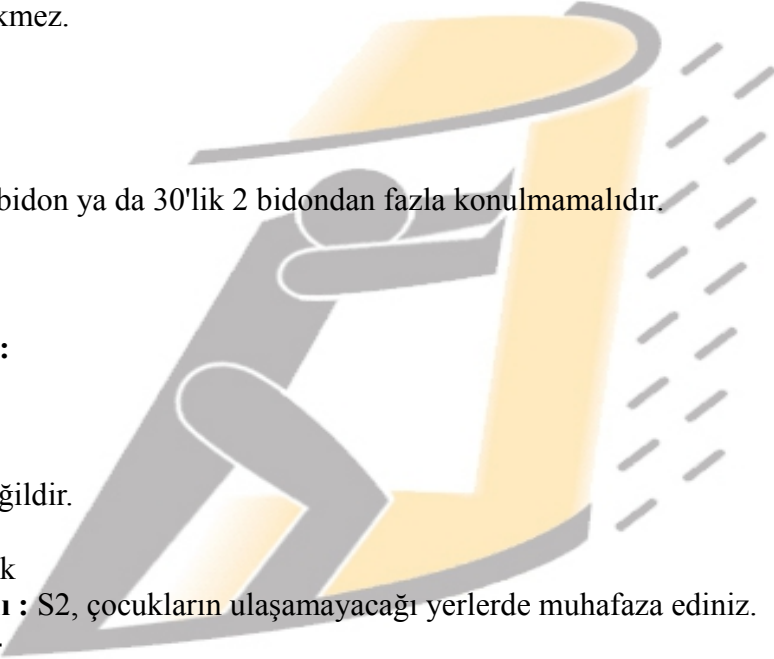 kmez.
bidon ya da 30'lik 2 bidondan fazla konulmamalıdır.
:
ğildir.
k
ı : S2, çocukların ulaşamayacağı yerlerde muhafaza ediniz.
.